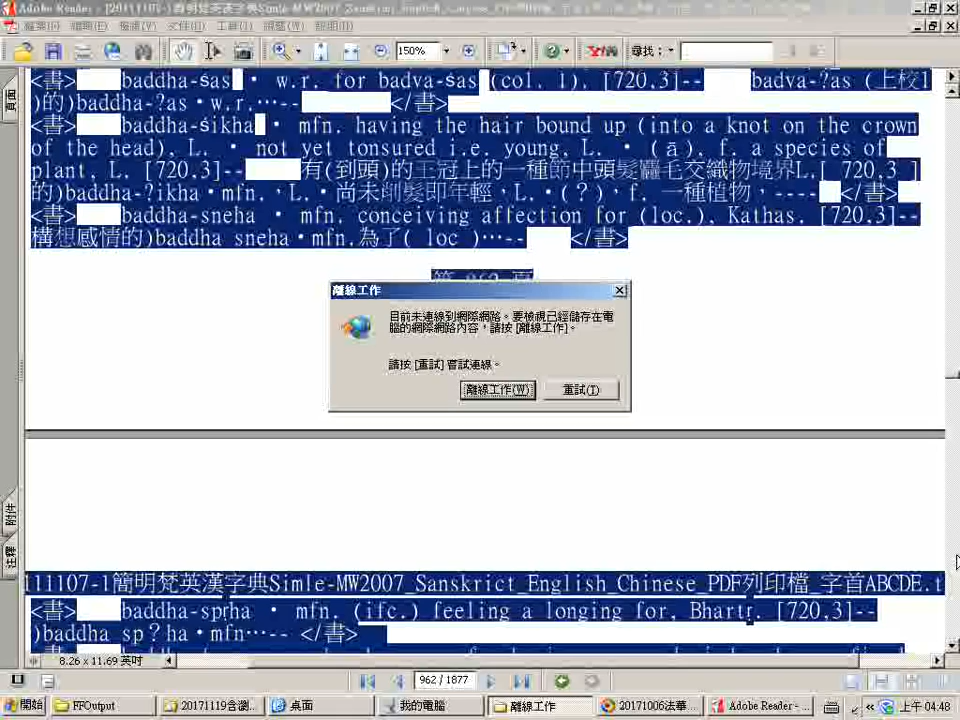 150%
尋找：
頁面
<書> baddha-śas • w.r. for badva-śas (col. 1). [720,3]-- badva-?as (上校1
)的)baddha-?as•w.r.…-- </書>
<書> baddha-śikha • mfn. having the hair bound up (into a knot on the crown
of the head), L. • not yet tonsured i.e. young, L. • (ā), f. a species of
plant, L. [720,3]-- 有(到頭)的王冠上的一種節中頭髮髒毛交織物境界L,[ 720,3 ]
的)baddha-?ikha•mfn.，L.•尚未削髮即年輕，L.•(？)，f. 一種植物，---- </書>
<書> baddha-sneha • mfn. conceiving affection for (loc.), Kathas. [720,3]--
構想感情的)baddha sneha•mfn.為了( loc )…-- </書>
離線工作
目前未連線到網際網路。要檢視已經儲存在電
腦的網際網路內容，請按 [離線工作]。
請按 [重試] 嘗試連線。
離線工作(W)
重試(T)
附件
注釋
111107-1簡明梵英漢字典Simle-MW2007_Sanskrict_English_Chinese_PDF列印檔_字首ABCDE.t
<書> baddha-spṛha • mfn. (ifc.) feeling a longing for, Bhartṛ. [720,3]--
)baddha sp？ha•mfn…-- </書>
8.26 x 11.69 英吋
962 / 1877
開始
FFOutput
20171119含瀏...
桌面
我的電腦
離線工作
20171006法華...
Adobe Reader - ...
上午 04:48